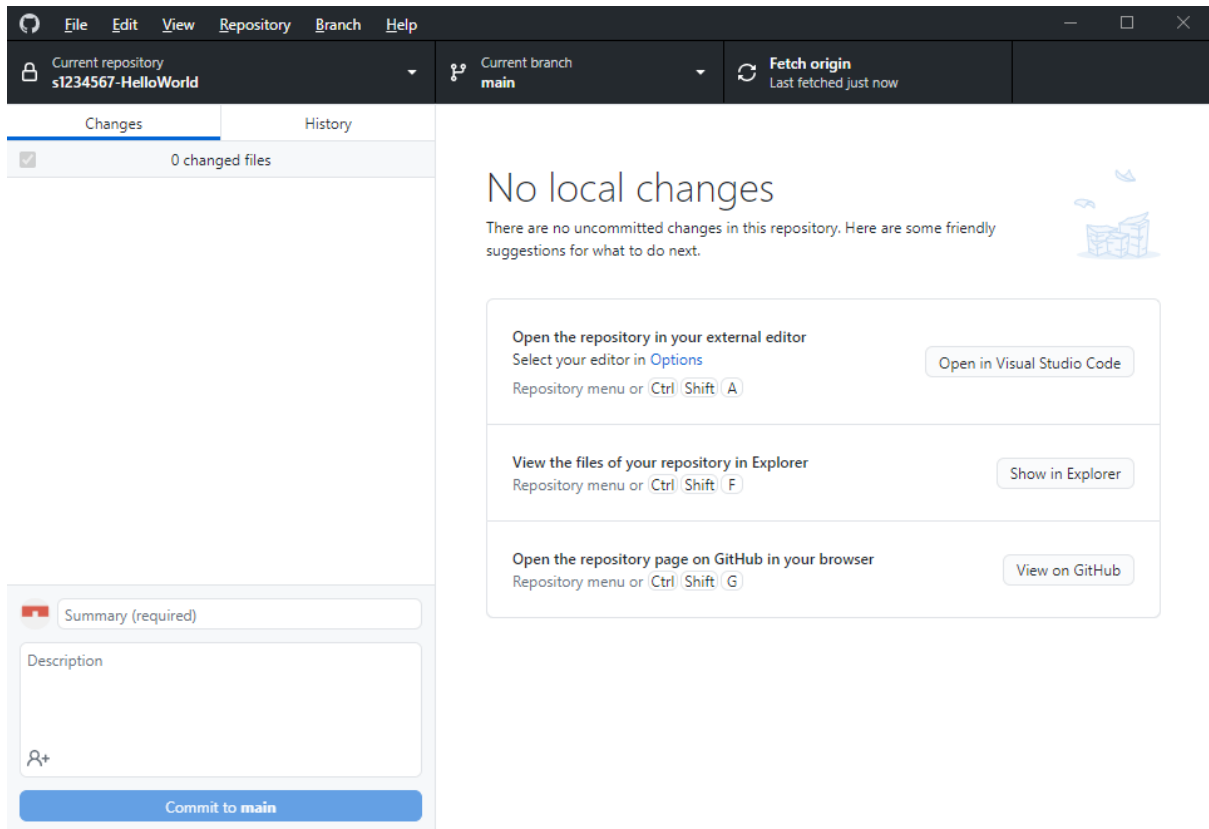 File Edit View Repository Branch Help
Current repository
s1234567-HelloWorld
Current branch
main
Fetch origin
Last fetched just now
Changes History
0 changed files
No local changes
There are no uncommitted changes in this repository. Here are some friendly
suggestions for what to do next.
Open the repository in your external editor
Select your editor in Options
Repository menu or Ctrl Shift A
Open in Visual Studio Code
View the files of your repository in Explorer
Repository menu or Ctrl Shift F
Show in Explorer
Open the repository page on GitHub in your browser
Repository menu or Ctrl Shift G
View on GitHub
Summary (required)
Description
Commit to main